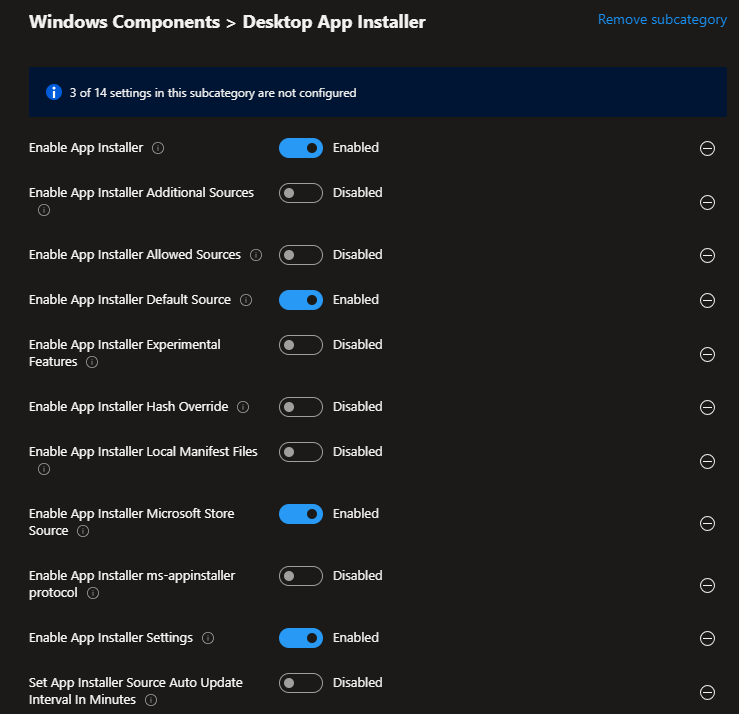 Windows Components > Desktop App Installer
Remove subcategory
3 of 14 settings in this subcategory are not configured
Enable App Installer
Enabled
Enable App Installer Additional Sources
Disabled
Enable App Installer Allowed Sources
Disabled
Enable App Installer Default Source
Enabled
Enable App Installer Experimental
Features
Disabled
Enable App Installer Hash Override
Disabled
Enable App Installer Local Manifest Files
Disabled
Enable App Installer Microsoft Store
Source
Enabled
Enable App Installer ms-appinstaller
protocol
Disabled
Enable App Installer Settings
Enabled
Set App Installer Source Auto Update
Interval In Minutes
Disabled